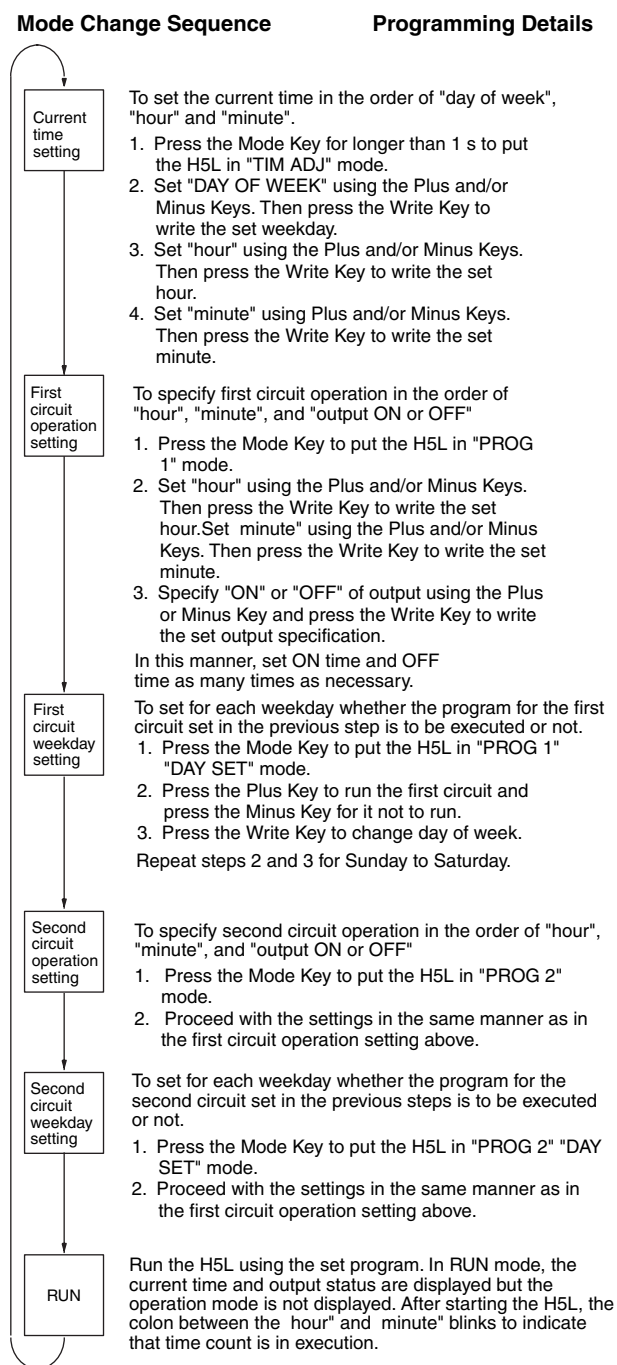 Mode Change Sequence Programming Details
Current
time
setting
To set the current time in the order of "day of week",
"hour" and "minute".
1. Press the Mode Key for longer than 1 s to put
the H5L in "TIM ADJ" mode.
2. Set "DAY OF WEEK" using the Plus and/or
Minus Keys. Then press the Write Key to
write the set weekday.
3. Set "hour" using the Plus and/or Minus Keys.
Then press the Write Key to write the set
hour.
4. Set "minute" using Plus and/or Minus Keys.
Then press the Write Key to write the set
minute.
First
circuit
operation
setting
To specify first circuit operation in the order of
"hour", "minute", and "output ON or OFF"
1. Press the Mode Key to put the H5L in "PROG
1" mode.
2. Set "hour" using the Plus and/or Minus Keys.
Then press the Write Key to write the set
hour.Set minute" using the Plus and/or Minus
Keys. Then press the Write Key to write the set
minute.
3. Specify "ON" or "OFF" of output using the Plus
or Minus Key and press the Write Key to write
the set output specification.
In this manner, set ON time and OFF
time as many times as necessary.
First
circuit
weekday
setting
To set for each weekday whether the program for the first
circuit set in the previous step is to be executed or not.
1. Press the Mode Key to put the H5L in "PROG 1"
"DAY SET" mode.
2. Press the Plus Key to run the first circuit and
press the Minus Key for it not to run.
3. Press the Write Key to change day of week.
Repeat steps 2 and 3 for Sunday to Saturday.
Second
circuit
operation
setting
To specify second circuit operation in the order of "hour",
"minute", and "output ON or OFF"
1. Press the Mode Key to put the H5L in "PROG 2"
mode.
2. Proceed with the settings in the same manner as in
the first circuit operation setting above.
Second
circuit
weekday
setting
To set for each weekday whether the program for the
second circuit set in the previous steps is to be executed
or not.
1. Press the Mode Key to put the H5L in "PROG 2" "DAY
SET" mode.
2. Proceed with the settings in the same manner as in
the first circuit operation setting above.
RUN
Run the H5L using the set program. In RUN mode, the
current time and output status are displayed but the
operation mode is not displayed. After starting the H5L, the
colon between the hour" and minute" blinks to indicate
that time count is in execution.